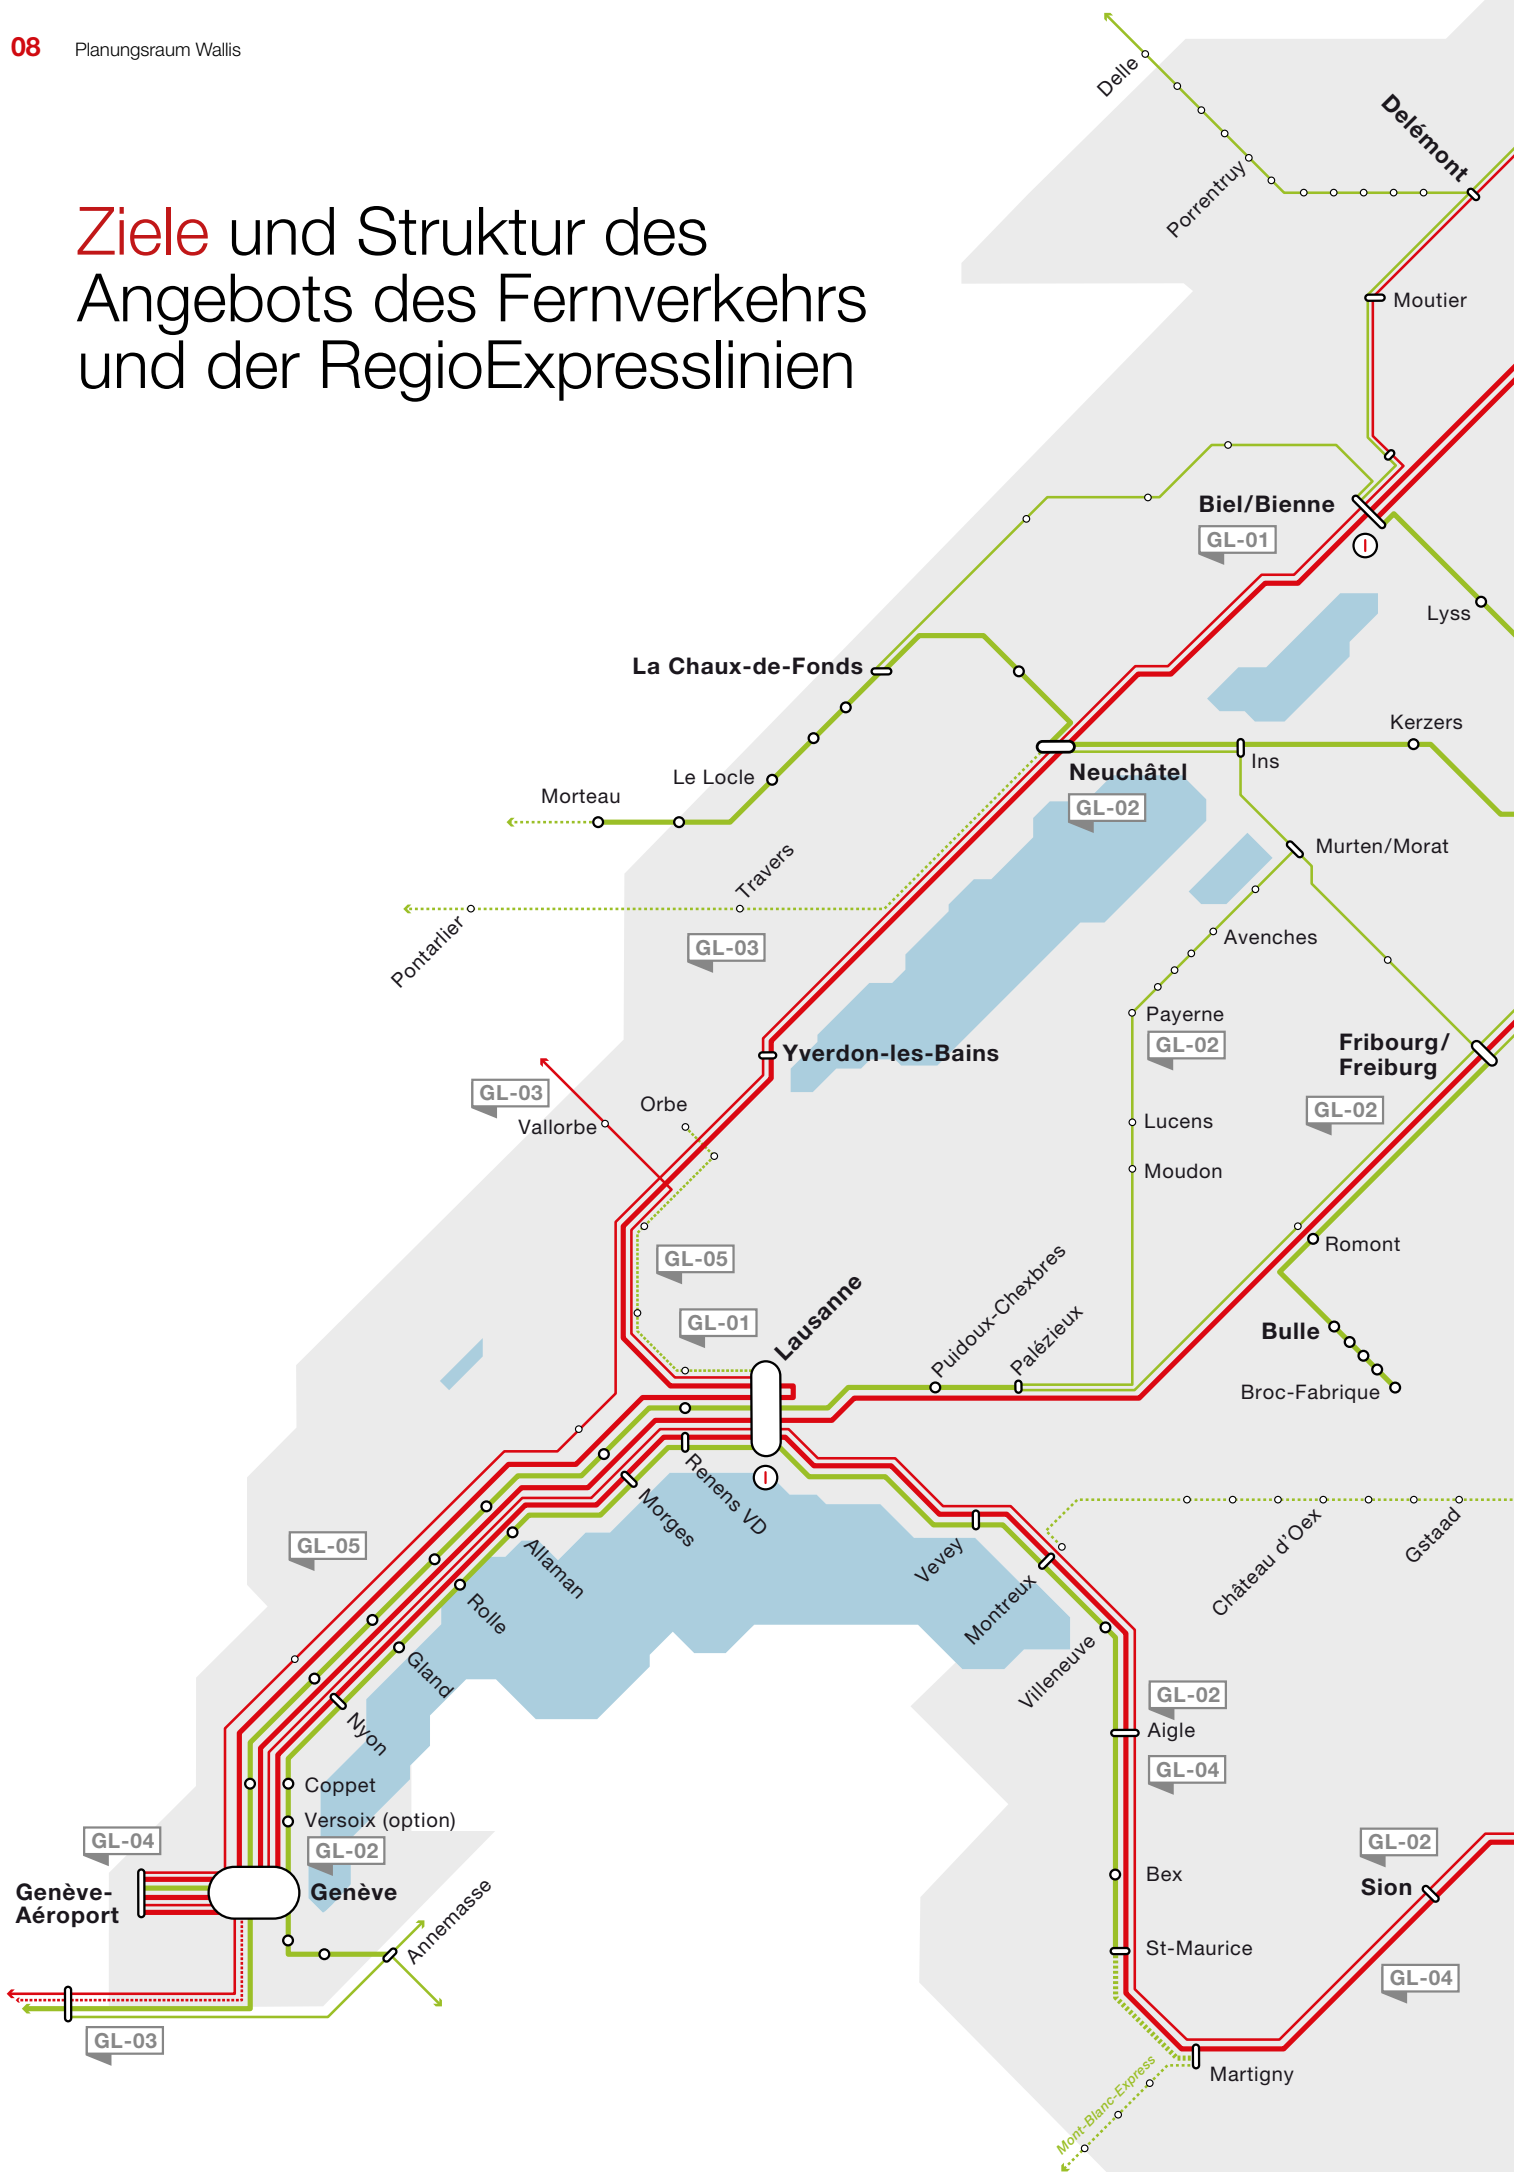 08 Planungsraum Wallis
Ziele und Struktur des
Angebots des Fernverkehrs
und der RegioExpresslinien
Delle
Delémont
Porrentruy
Moutier
Biel/Bienne
GL-01
I
Lyss
La Chaux-de-Fonds
Kerzers
Ins
Neuchâtel
GL-02
Le Locle
Morteau
Murten/Morat
Travers
Pontarlier
GL-03
Avenches
Payerne
GL-02
Fribourg/
Freiburg
GL-02
Yverdon-les-Bains
GL-03
Orbe
Vallorbe
Lucens
Moudon
Romont
GL-05
GL-01
Lausanne
I
Puidoux-Chexbres
Palézieux
Bulle
Broc-Fabrique
Renens VD
Morges
Allaman
Rolle
Gland
Nyon
GL-05
Vevey
Montreux
Villeneuve
Château d'Oex
Gstaad
GL-02
Aigle
GL-04
Coppet
Versoix (option)
GL-02
GL-04
Genève-
Aéroport
Genève
Annemasse
GL-03
Bex
St-Maurice
GL-02
Sion
GL-04
Martigny
Mont-Blanc-Express